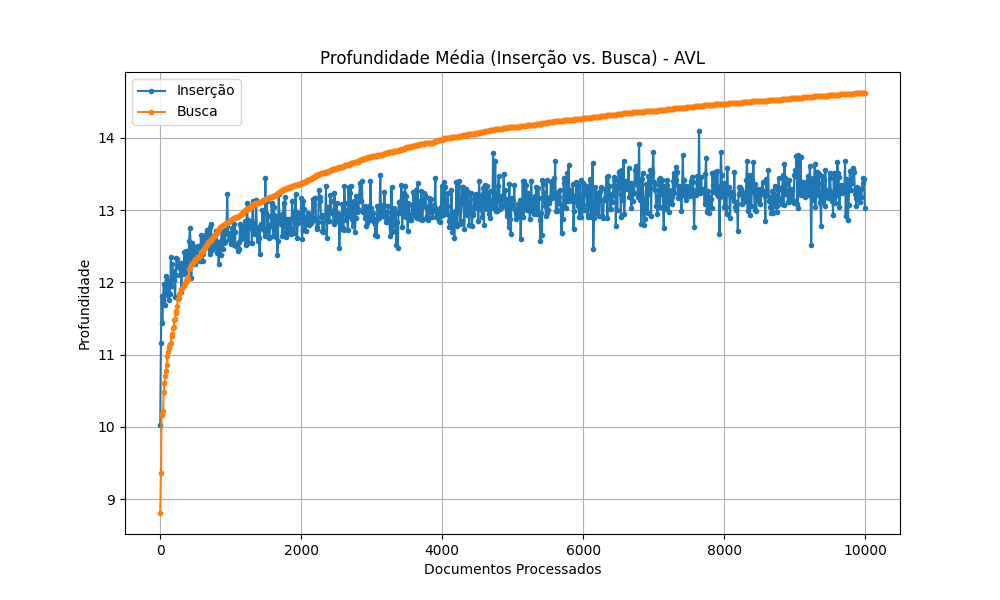 Profundidade Média (Inserção vs. Busca) - AVL
Inserção
Busca
14
13
12
11
10
9
Profundidade
0 2000 4000 6000 8000 10000
Documentos Processados